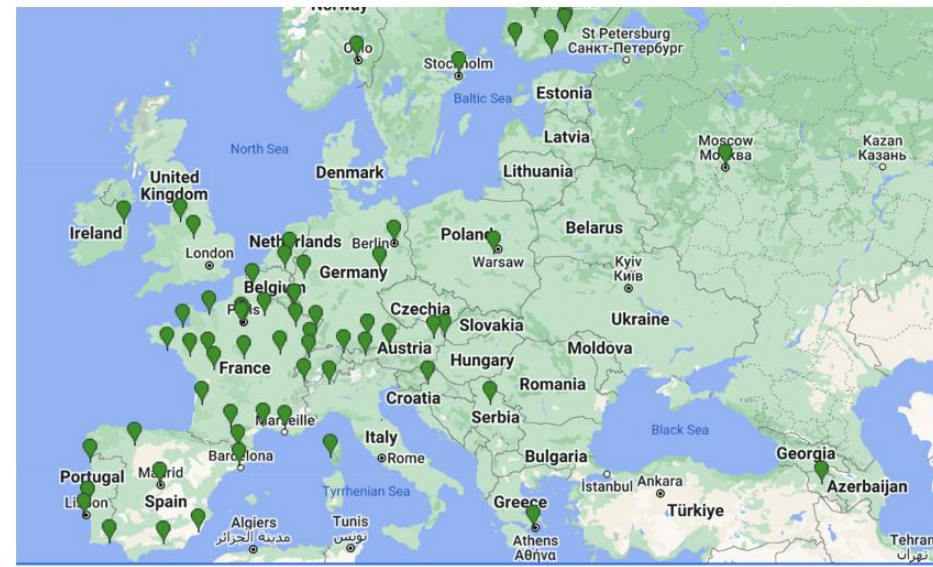 Norway
Oslo
St Petersburg
Санкт-Петербург
Stockholm
Estonia
Baltic Sea
Latvia
Moscow
Москва
Kazan
Казань
North Sea
Denmark
Lithuania
United
Kingdom
Ireland
Belarus
Netherlands
Berlin
Poland
London
Warsaw
Germany
Kyiv
Київ
Belgium
Paris
Czechia
Slovakia
Ukraine
Austria
Moldova
Hungary
France
Romania
Croatia
Serbia
Marseille
Italy
Black Sea
Barcelona
Rome
Bulgaria
Georgia
Portugal
Madrid
İstanbul
Ankara
Azerbaijan
Lisbon
Spain
Tyrrhenian Sea
Greece
Türkiye
Algiers
مدينة الجزائر
Tunis
تونس
Athens
Αθήνα
Tehran
تهران